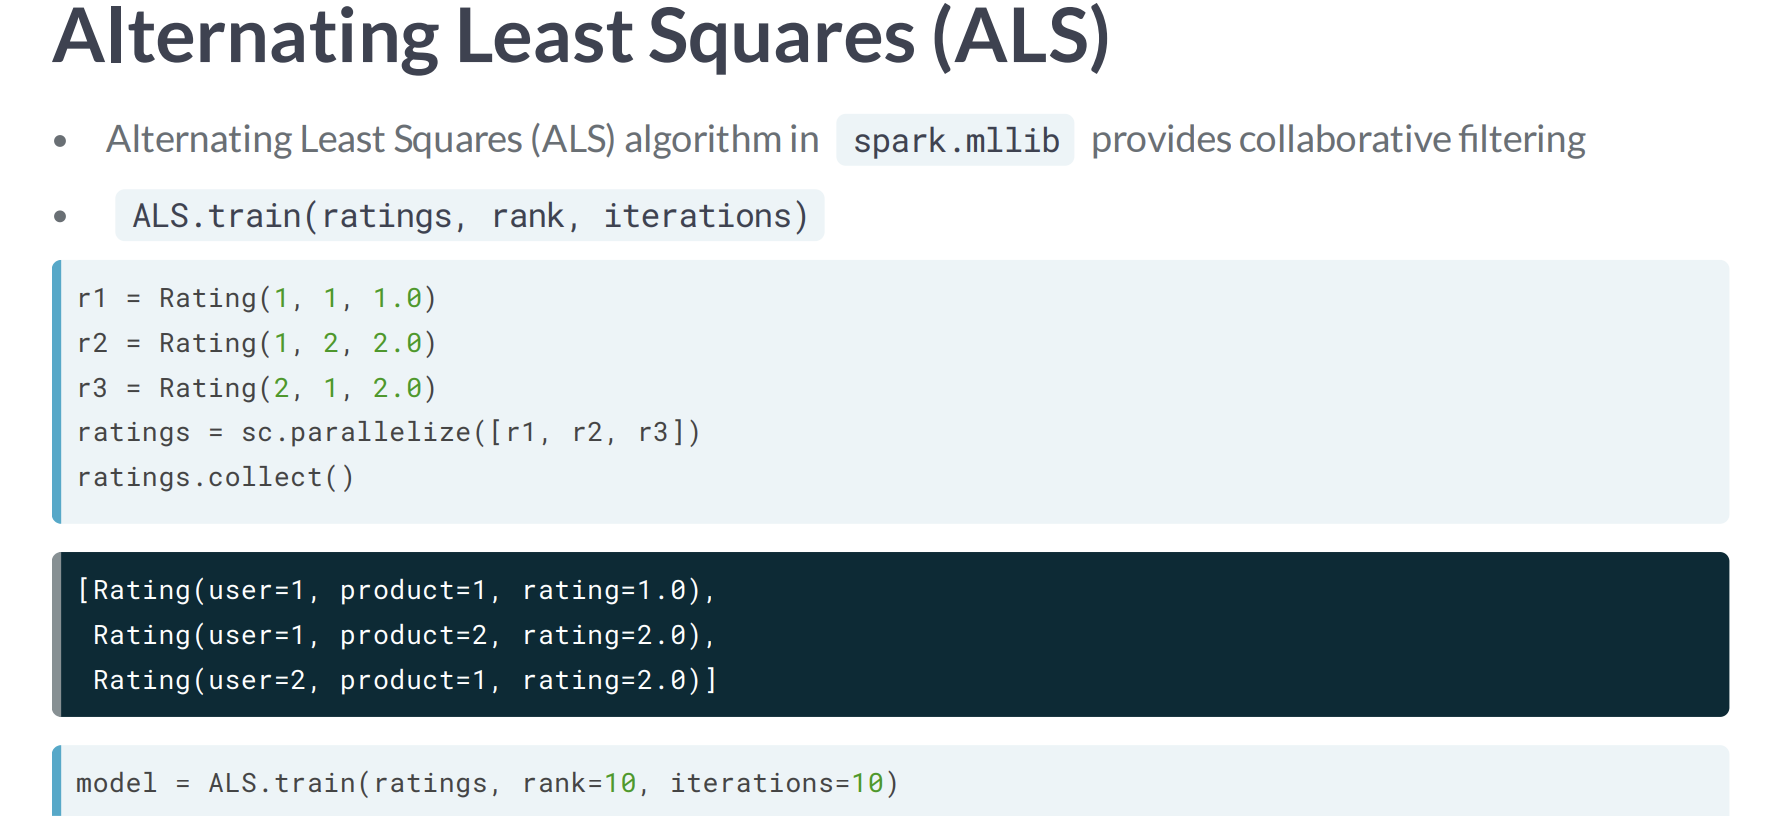 Alternating Least Squares (ALS)
• Alternating Least Squares (ALS) algorithm in spark.mllib provides collaborative filtering
• ALS.train(ratings, rank, iterations)
r1 = Rating(1, 1, 1.0)
r2 = Rating(1, 2, 2.0)
r3 = Rating(2, 1, 2.0)
ratings = sc.parallelize([r1, r2, r3])
ratings.collect()
[Rating(user=1, product=1, rating=1.0),
 Rating(user=1, product=2, rating=2.0),
 Rating(user=2, product=1, rating=2.0)]
model = ALS.train(ratings, rank=10, iterations=10)